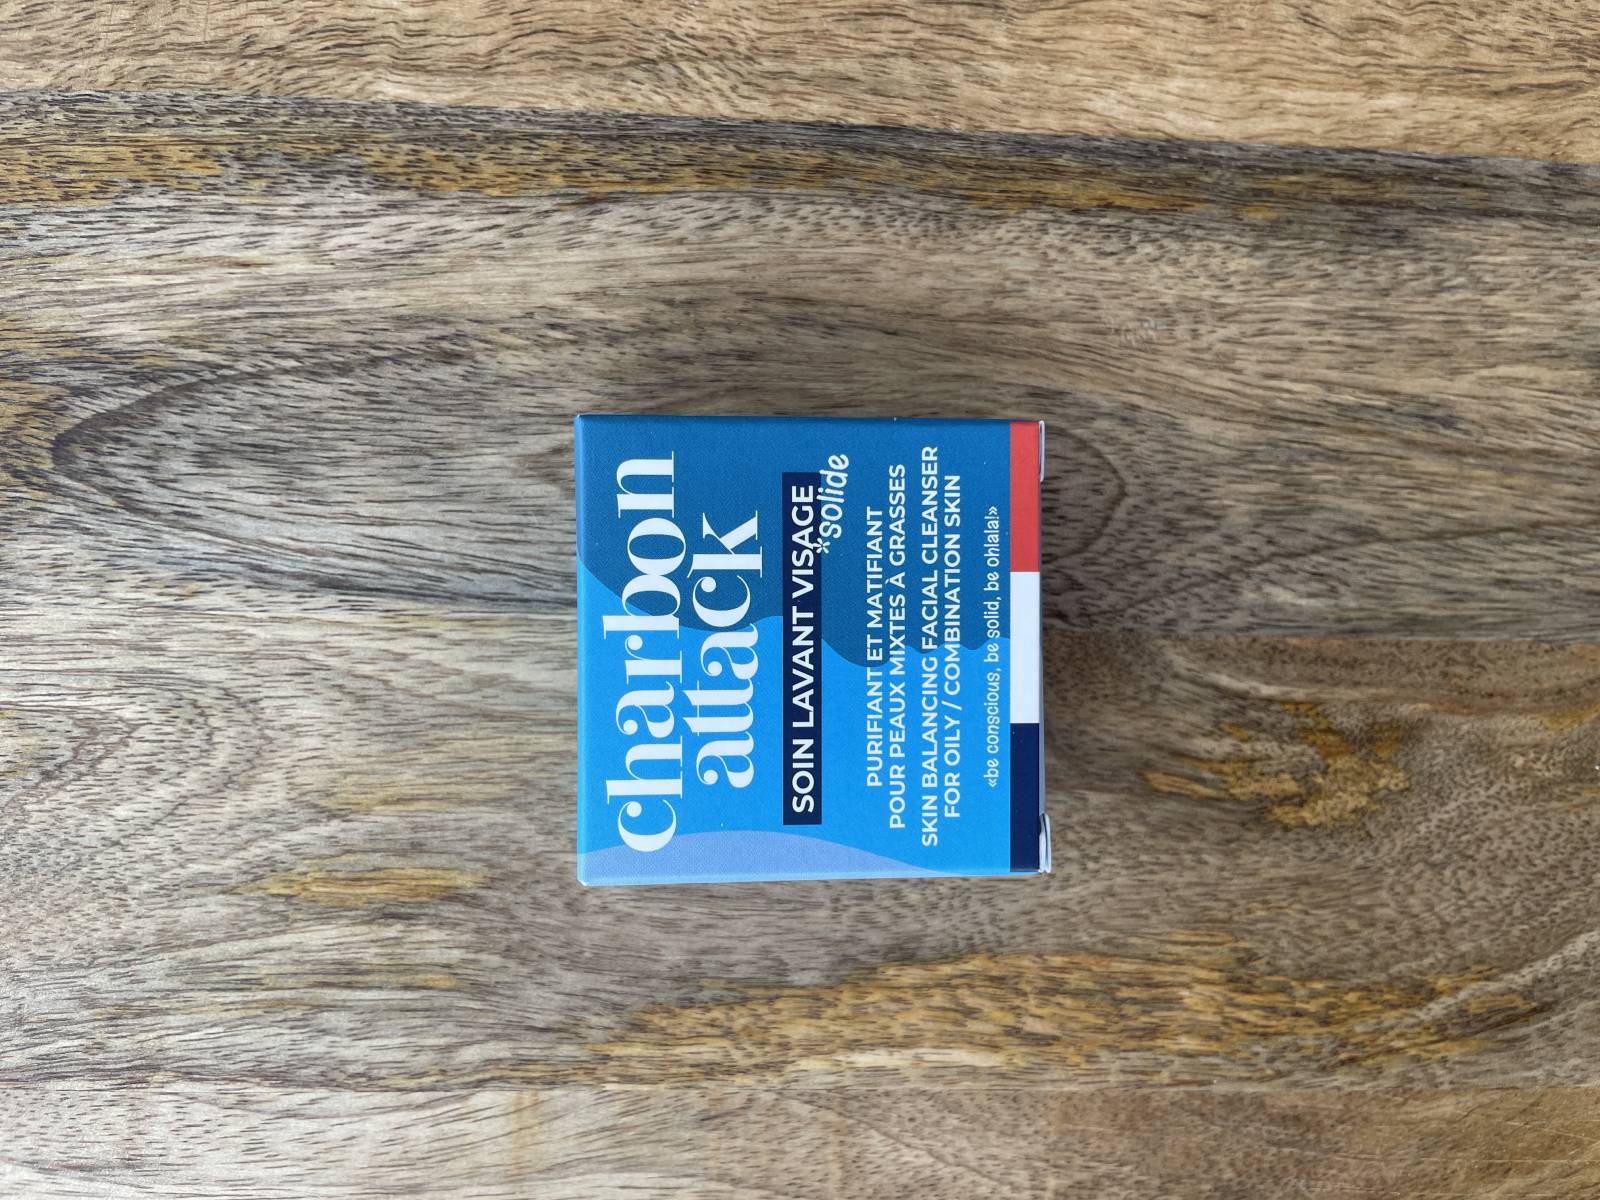 charbon
attack
SOIN LAVANT VISAGE
*solide
PURIFIANT ET MATIFIANT
POUR PEAUX MIXTES À GRASSES
SKIN BALANCING FACIAL CLEANSER
FOR OILY / COMBINATION SKIN
«be conscious, be solid, be ohlala!»